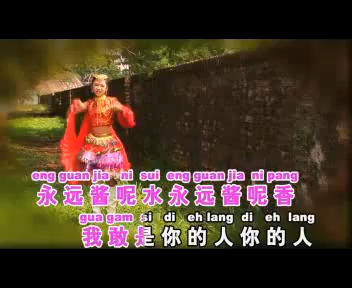 eng guan jia ni sui eng guan jia ni pang
永远酱呢水永远酱呢香
gua gam si di eh lang di eh lang
我敢是你的人你的人